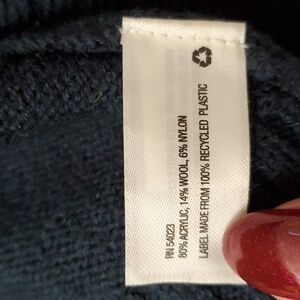 RN 54023
80% ACRYLIC, 14% WOOL, 6% NYLON
LABEL MADE FROM 100% RECYCLED PLASTIC